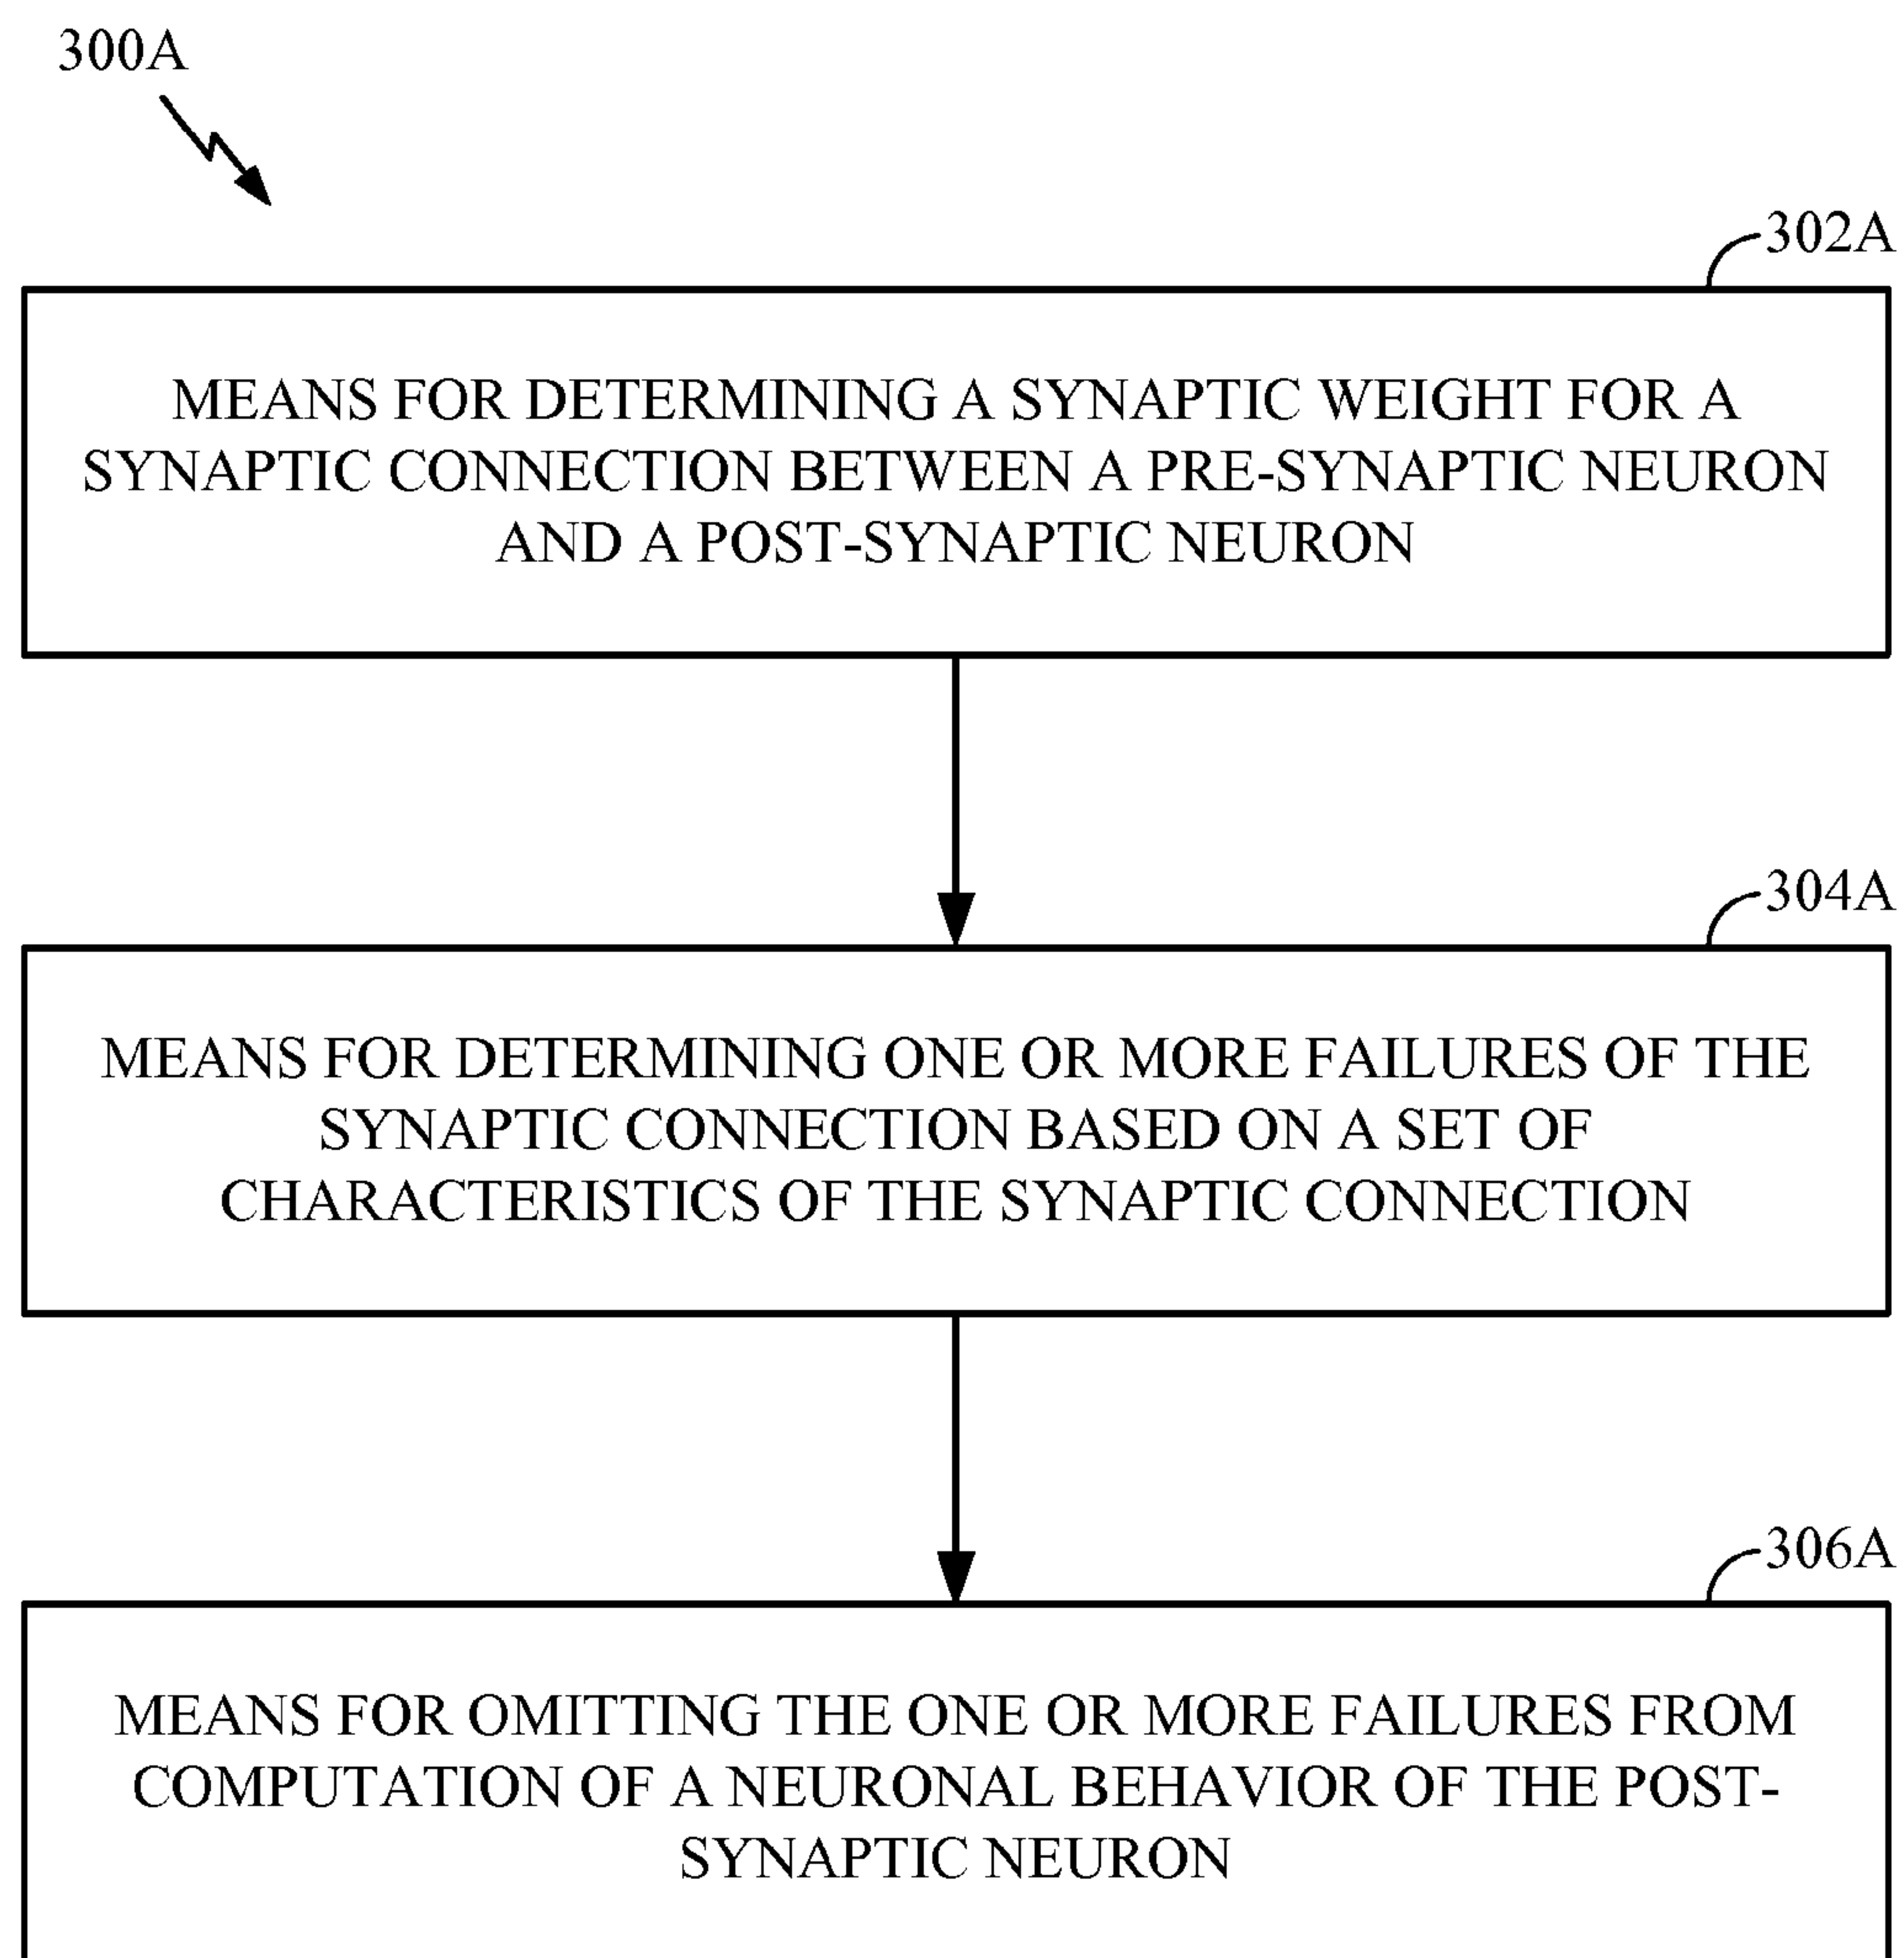 300A
302A
MEANS FOR DETERMINING A SYNAPTIC WEIGHT FOR A
SYNAPTIC CONNECTION BETWEEN A PRE-SYNAPTIC NEURON
AND A POST-SYNAPTIC NEURON
304A
MEANS FOR DETERMINING ONE OR MORE FAILURES OF THE
SYNAPTIC CONNECTION BASED ON A SET OF
CHARACTERISTICS OF THE SYNAPTIC CONNECTION
306A
MEANS FOR OMITTING THE ONE OR MORE FAILURES FROM
COMPUTATION OF A NEURONAL BEHAVIOR OF THE POST-
SYNAPTIC NEURON